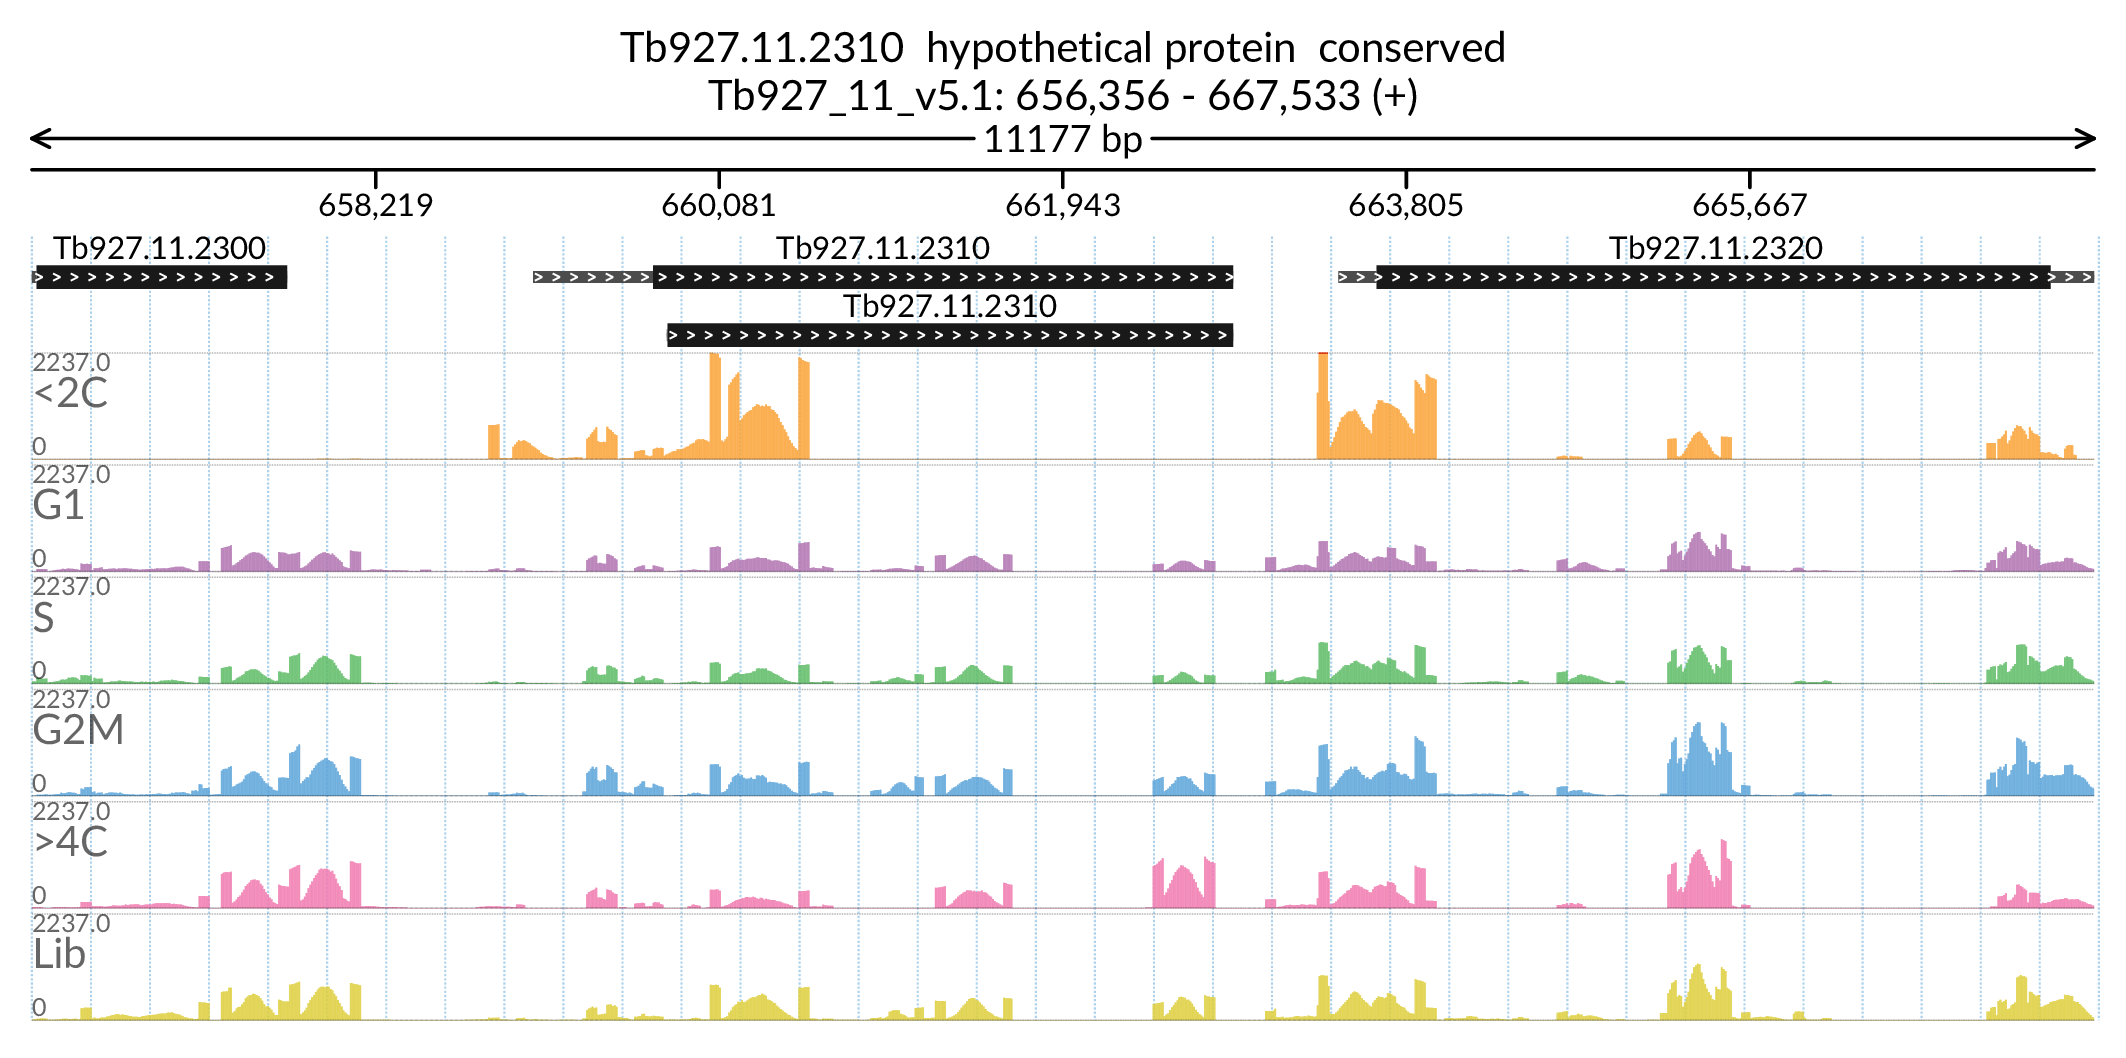 Tb927.11.2310 hypothetical protein conserved
Tb927_11_v5.1: 656,356 - 667,533 (+)
11177 bp
658,219 660,081 661,943 663,805 665,667
Tb927.11.2300 Tb927.11.2310 Tb927.11.2320
Tb927.11.2310
2237.0
<2C
0
2237.0
G1
0
2237.0
S
0
2237.0
G2M
0
2237.0
>4C
0
2237.0
Lib
0